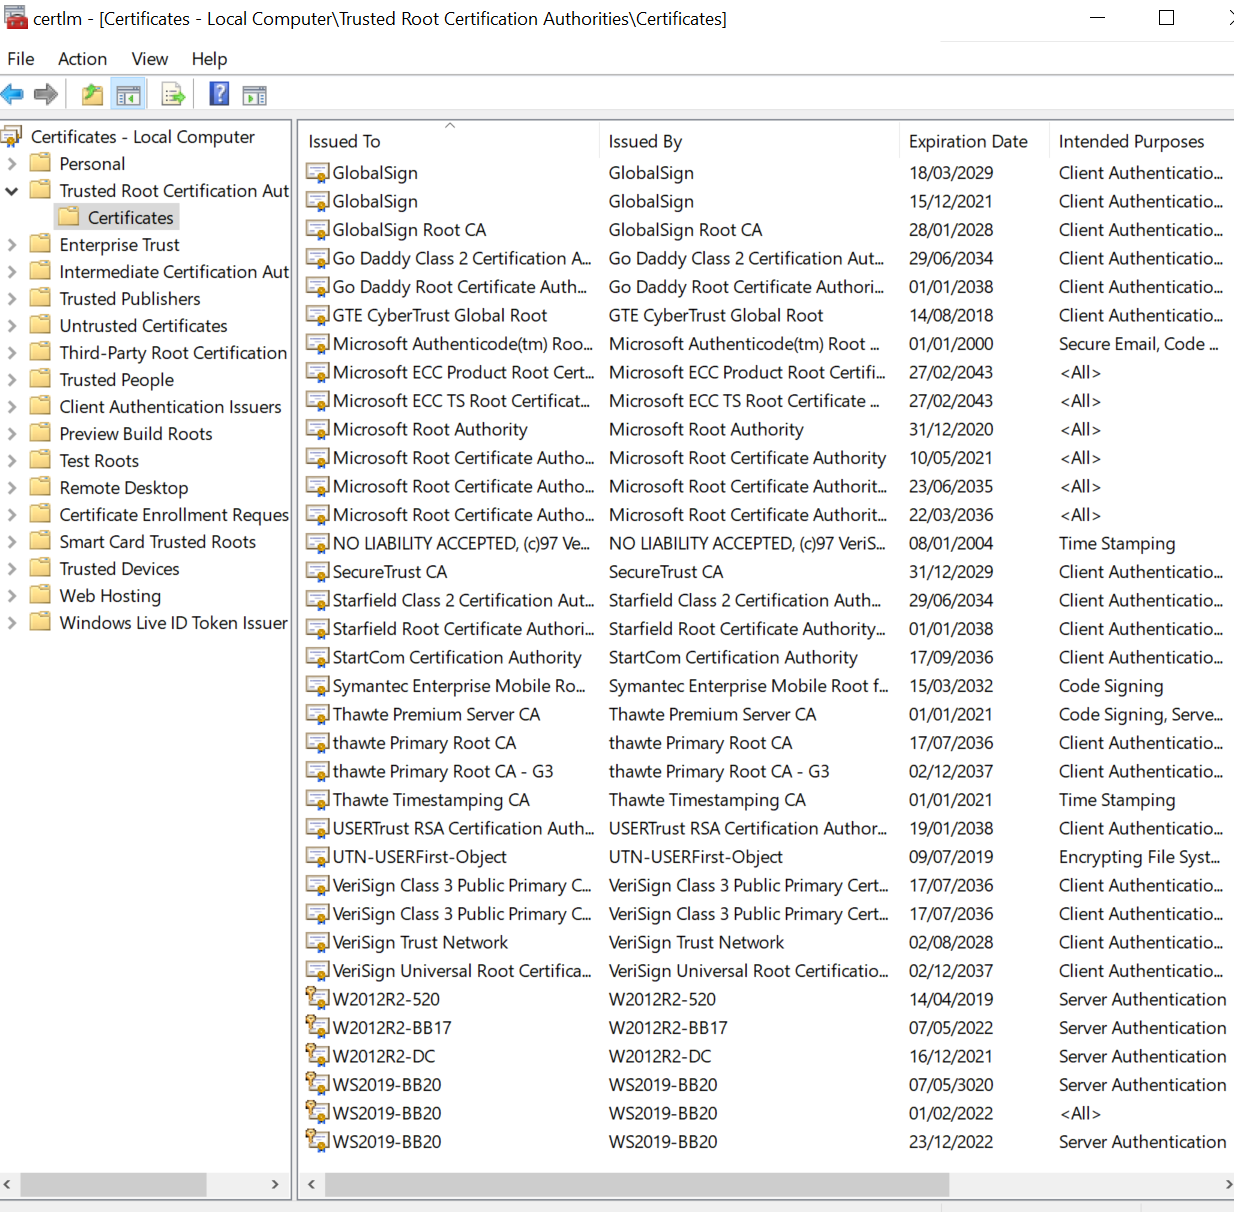 certlm - [Certificates - Local Computer\Trusted Root Certification Authorities\Certificates]
File Action View Help
Certificates - Local Computer
Personal
Trusted Root Certification Aut
Certificates
Enterprise Trust
Intermediate Certification Aut
Trusted Publishers
Untrusted Certificates
Third-Party Root Certification
Trusted People
Client Authentication Issuers
Preview Build Roots
Test Roots
Remote Desktop
Certificate Enrollment Reques
Smart Card Trusted Roots
Trusted Devices
Web Hosting
Windows Live ID Token Issuer
Issued To Issued By Expiration Date Intended Purposes
GlobalSign GlobalSign 18/03/2029 Client Authenticatio...
GlobalSign GlobalSign 15/12/2021 Client Authenticatio...
GlobalSign Root CA GlobalSign Root CA 28/01/2028 Client Authenticatio...
Go Daddy Class 2 Certification A... Go Daddy Class 2 Certification Aut... 29/06/2034 Client Authenticatio...
Go Daddy Root Certificate Auth... Go Daddy Root Certificate Authori... 01/01/2038 Client Authenticatio...
GTE CyberTrust Global Root GTE CyberTrust Global Root 14/08/2018 Client Authenticatio...
Microsoft Authenticode(tm) Roo... Microsoft Authenticode(tm) Root ... 01/01/2000 Secure Email, Code ...
Microsoft ECC Product Root Cert... Microsoft ECC Product Root Certifi... 27/02/2043 <All>
Microsoft ECC TS Root Certificat... Microsoft ECC TS Root Certificate ... 27/02/2043 <All>
Microsoft Root Authority Microsoft Root Authority 31/12/2020 <All>
Microsoft Root Certificate Autho... Microsoft Root Certificate Authority 10/05/2021 <All>
Microsoft Root Certificate Autho... Microsoft Root Certificate Authorit... 23/06/2035 <All>
Microsoft Root Certificate Autho... Microsoft Root Certificate Authorit... 22/03/2036 <All>
NO LIABILITY ACCEPTED, (c)97 Ve... NO LIABILITY ACCEPTED, (c)97 VeriS... 08/01/2004 Time Stamping
SecureTrust CA SecureTrust CA 31/12/2029 Client Authenticatio...
Starfield Class 2 Certification Aut... Starfield Class 2 Certification Auth... 29/06/2034 Client Authenticatio...
Starfield Root Certificate Authori... Starfield Root Certificate Authority... 01/01/2038 Client Authenticatio...
StartCom Certification Authority StartCom Certification Authority 17/09/2036 Client Authenticatio...
Symantec Enterprise Mobile Ro... Symantec Enterprise Mobile Root f... 15/03/2032 Code Signing
Thawte Premium Server CA Thawte Premium Server CA 01/01/2021 Code Signing, Serve...
thawte Primary Root CA thawte Primary Root CA 17/07/2036 Client Authenticatio...
thawte Primary Root CA - G3 thawte Primary Root CA - G3 02/12/2037 Client Authenticatio...
Thawte Timestamping CA Thawte Timestamping CA 01/01/2021 Time Stamping
USERTrust RSA Certification Auth... USERTrust RSA Certification Author... 19/01/2038 Client Authenticatio...
UTN-USERFirst-Object UTN-USERFirst-Object 09/07/2019 Encrypting File Syst...
VeriSign Class 3 Public Primary C... VeriSign Class 3 Public Primary Cert... 17/07/2036 Client Authenticatio...
VeriSign Class 3 Public Primary C... VeriSign Class 3 Public Primary Cert... 17/07/2036 Client Authenticatio...
VeriSign Trust Network VeriSign Trust Network 02/08/2028 Client Authenticatio...
VeriSign Universal Root Certifica... VeriSign Universal Root Certificatio... 02/12/2037 Client Authenticatio...
W2012R2-520 W2012R2-520 14/04/2019 Server Authentication
W2012R2-BB17 W2012R2-BB17 07/05/2022 Server Authentication
W2012R2-DC W2012R2-DC 16/12/2021 Server Authentication
WS2019-BB20 WS2019-BB20 07/05/3020 Server Authentication
WS2019-BB20 WS2019-BB20 01/02/2022 <All>
WS2019-BB20 WS2019-BB20 23/12/2022 Server Authentication